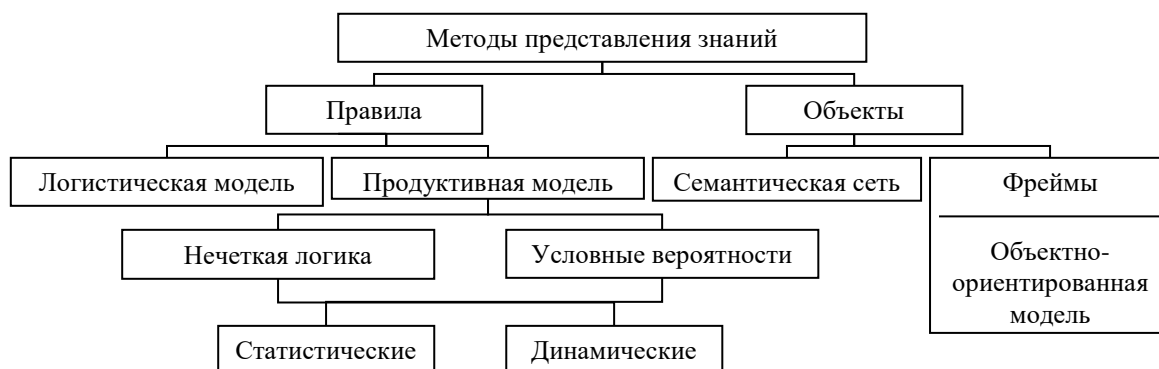 Методы представления знаний
Правила
Объекты
Логистическая модель
Продуктивная модель
Семантическая сеть
Фреймы
Нечеткая логика
Условные вероятности
Объектно-
ориентированная
модель
Статистические
Динамические